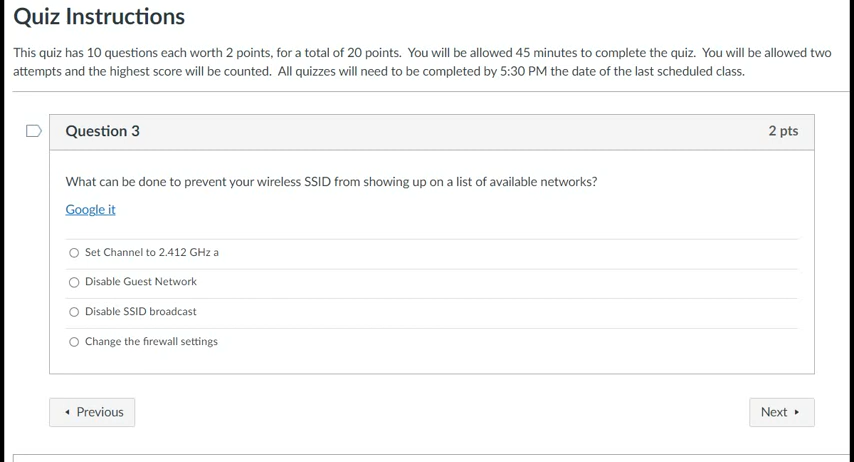 Quiz Instructions
This quiz has 10 questions each worth 2 points, for a total of 20 points. You will be allowed 45 minutes to complete the quiz. You will be allowed two
attempts and the highest score will be counted. All quizzes will need to be completed by 5:30 PM the date of the last scheduled class.
Question 3
2 pts
What can be done to prevent your wireless SSID from showing up on a list of available networks?
Google it
Set Channel to 2.412 GHz a
Disable Guest Network
Disable SSID broadcast
Change the firewall settings
Previous
Next